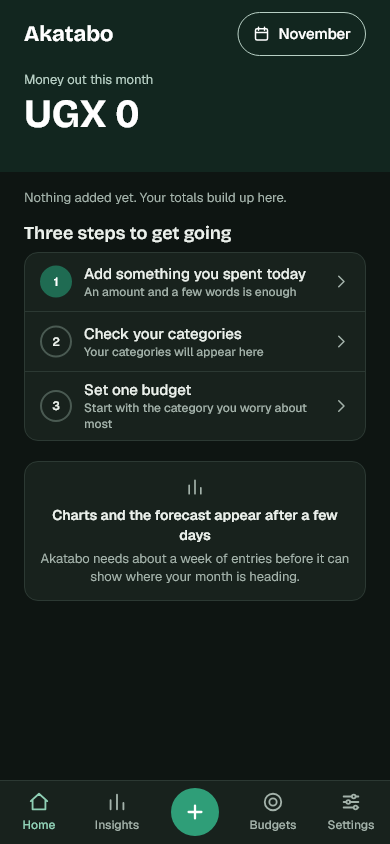 Akatabo
November
Money out this month
UGX 0
Nothing added yet. Your totals build up here.
Three steps to get going
1
Add something you spent today
An amount and a few words is enough
2
Check your categories
Your categories will appear here
3
Set one budget
Start with the category you worry about
most
Charts and the forecast appear after a few
days
Akatabo needs about a week of entries before it can
show where your month is heading.
Home
Insights
Budgets
Settings